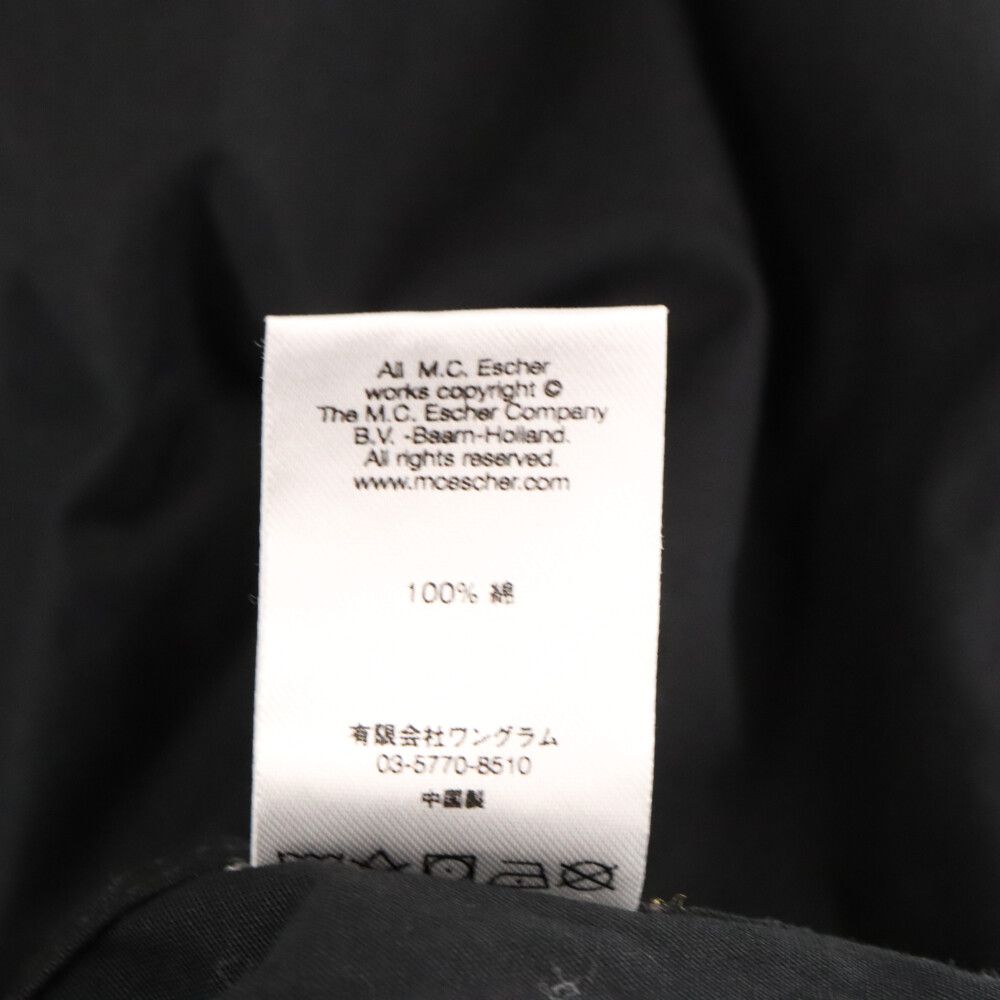 All M.C. Escher
works copyright ©
The M.C. Escher Company
B.V. -Baarn-Holland.
All rights reserved.
www.mcescher.com
100% 綿
有限会社ワングラム
03-5770-8510
中国製